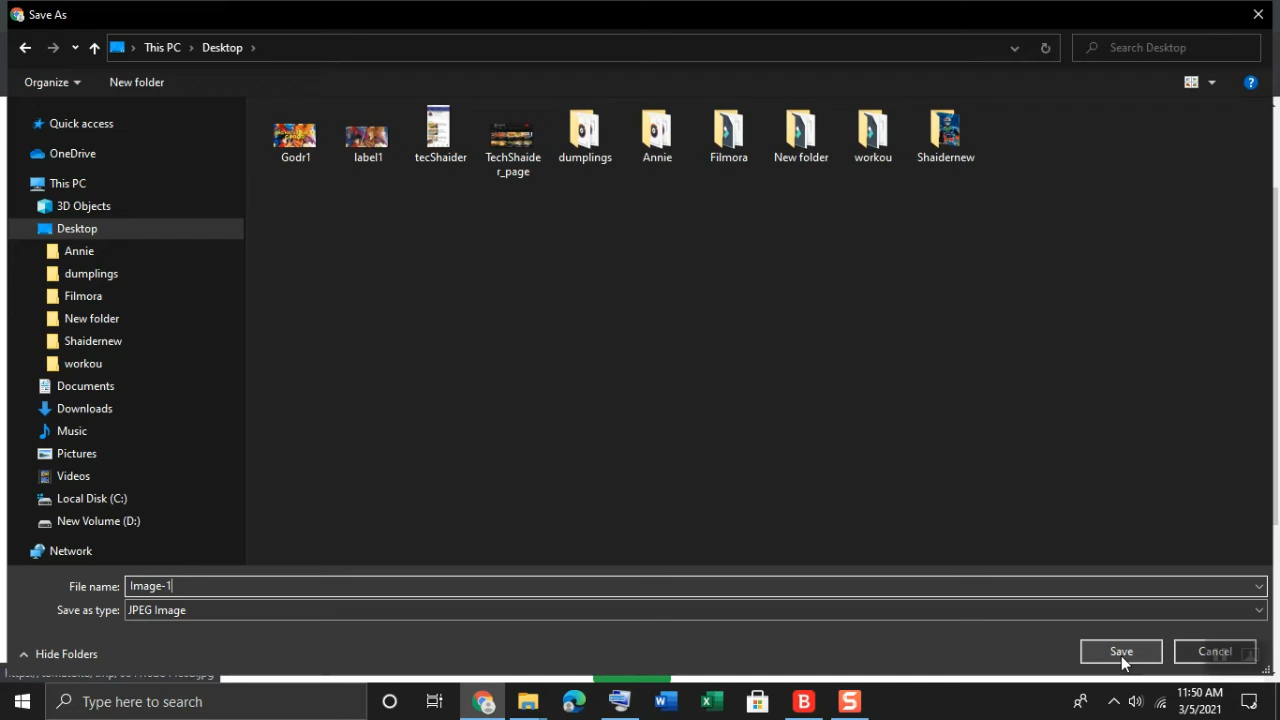 Save As
This PC > Desktop >
Search Desktop
Organize
New folder
Quick access
OneDrive
This PC
3D Objects
Desktop
Annie
dumplings
Filmora
New folder
Shaidernew
workou
Documents
Downloads
Music
Pictures
Videos
Local Disk (C:)
New Volume (D:)
Network
Godr1
label1
tecShaider
TechShaide
r_page
dumplings
Annie
Filmora
New folder
workou
Shaidernew
File name: Image-1
Save as type: JPEG Image
Hide Folders
Save
Cancel
Type here to search
11:50 AM
3/5/2021